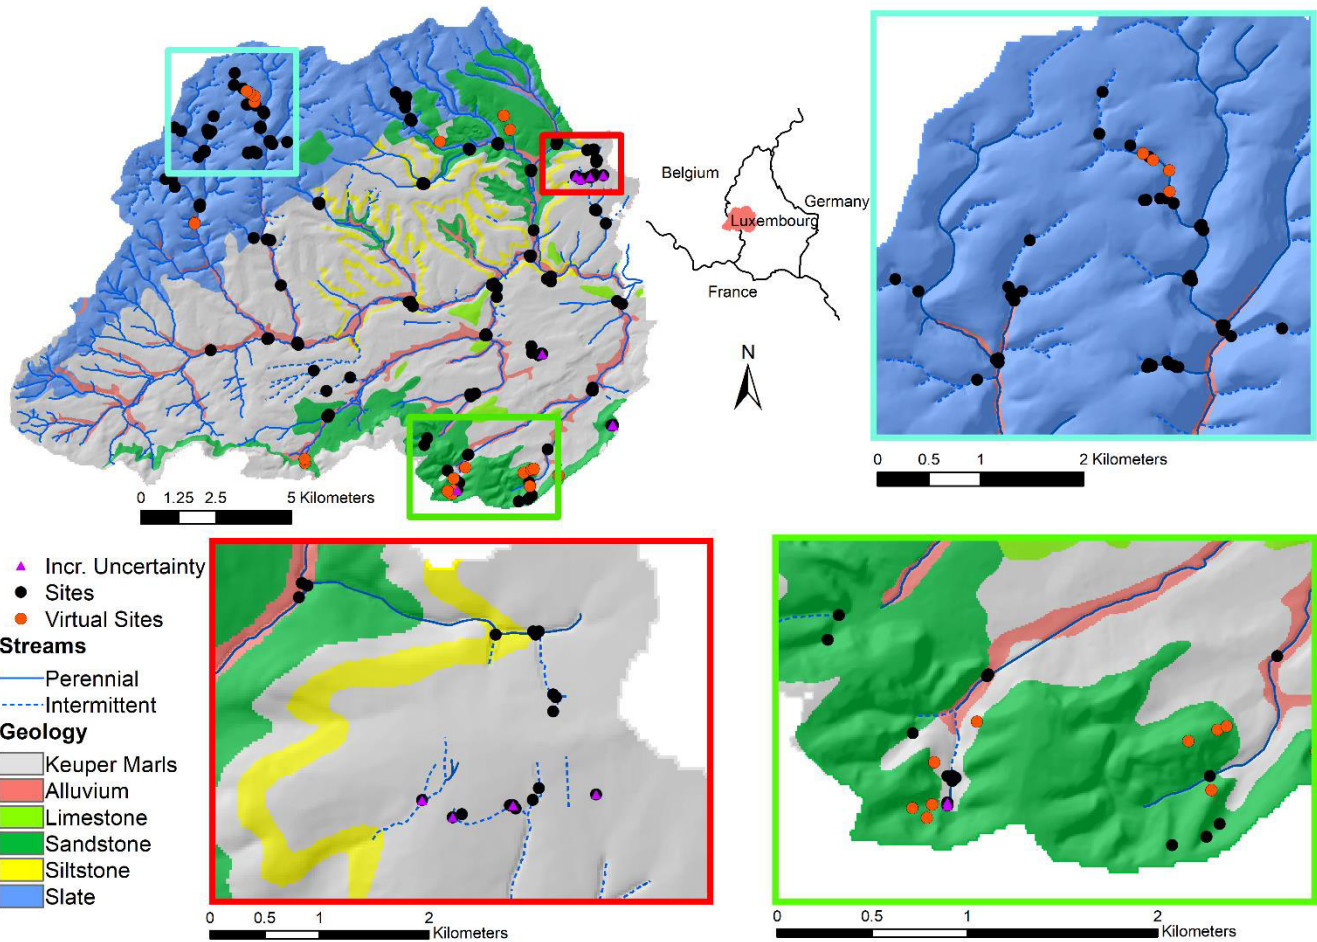 Belgium
Germany
Luxembourg
France
N
0 1.25 2.5 5 Kilometers
0 0.5 1 2 Kilometers
Incr. Uncertainty
Sites
Virtual Sites
Streams
Perennial
Intermittent
Geology
Keuper Marls
Alluvium
Limestone
Sandstone
Siltstone
Slate
0 0.5 1 2
Kilometers
0 0.5 1 2
Kilometers